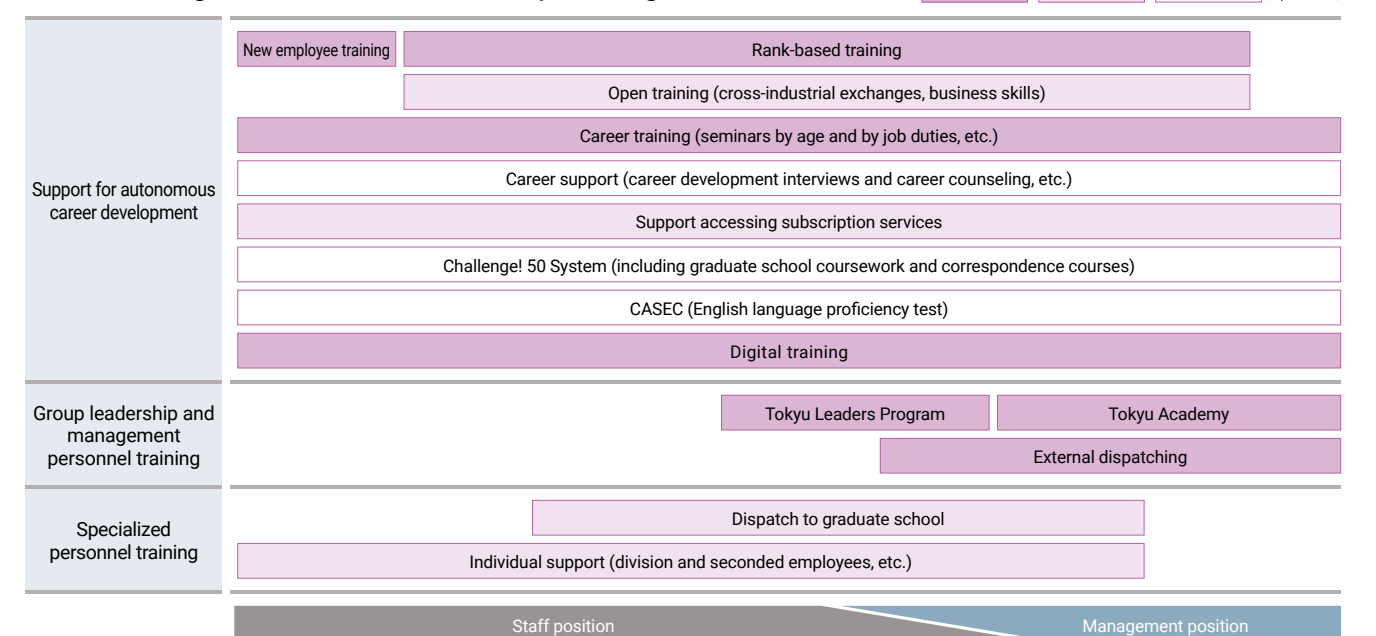 New employee training
Rank-based training
Open training (cross-industrial exchanges, business skills)
Career training (seminars by age and by job duties, etc.)
Support for autonomous
career development
Career support (career development interviews and career counseling, etc.)
Support accessing subscription services
Challenge! 50 System (including graduate school coursework and correspondence courses)
CASEC (English language proficiency test)
Digital training
Group leadership and
management
personnel training
Tokyu Leaders Program
Tokyu Academy
External dispatching
Specialized
personnel training
Dispatch to graduate school
Individual support (division and seconded employees, etc.)
Staff position
Management position